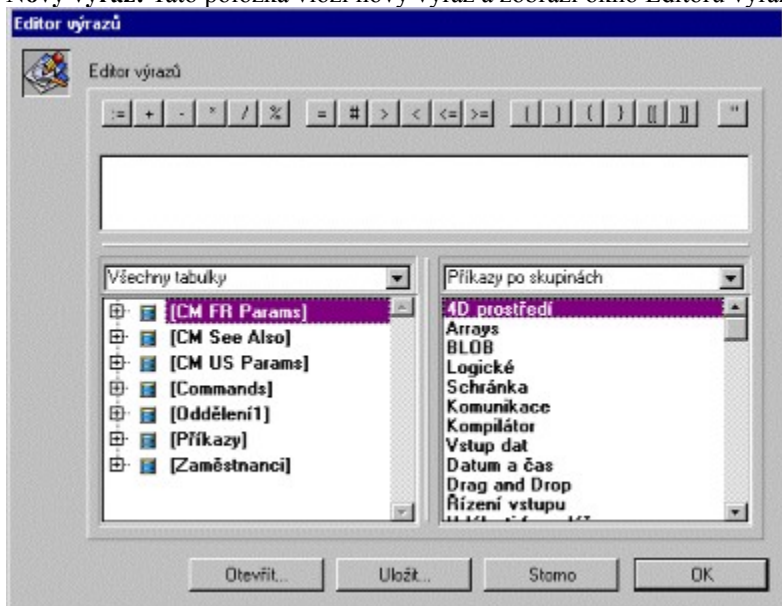 Nový výraz: Tato položka vloží nový výraz a zobrazí okno Editoru
Editor výrazů
Editor výrazů
:= + - * / % = # > < <= >= ( ) { } [[ ]] "
Všechny tabulky
[CM FR Params]
[CM See Also]
[CM US Params]
[Commands]
[Oddělení1]
[Příkazy]
[Zaměstnanci]
Příkazy po skupinách
4D prostředí
Arrays
BLOB
Logické
Schránka
Komunikace
Kompilátor
Vstup dat
Datum a čas
Drag and Drop
Řízení vstupu
Otevřít...
Uložit...
Storno
OK